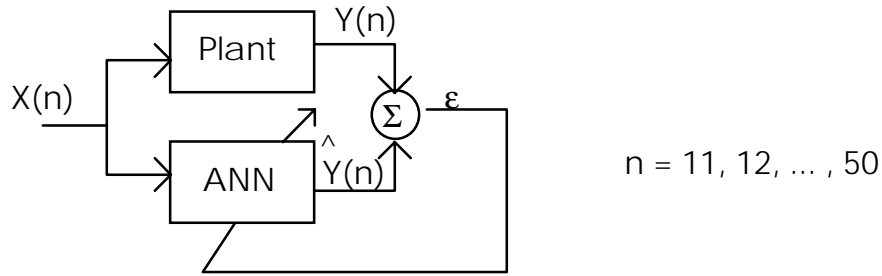 Plant
Y(n)
X(n)
Σ
ε
ANN
^
Y(n)
n = 11, 12, ... , 50